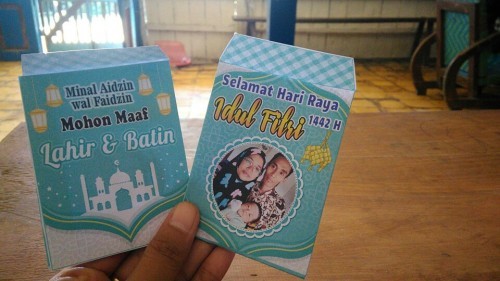 Minal Aidzin
wal Faidzin
Mohon Maaf
Lahir & Batin
Selamat Hari Raya
Idul Fitri
1442 H